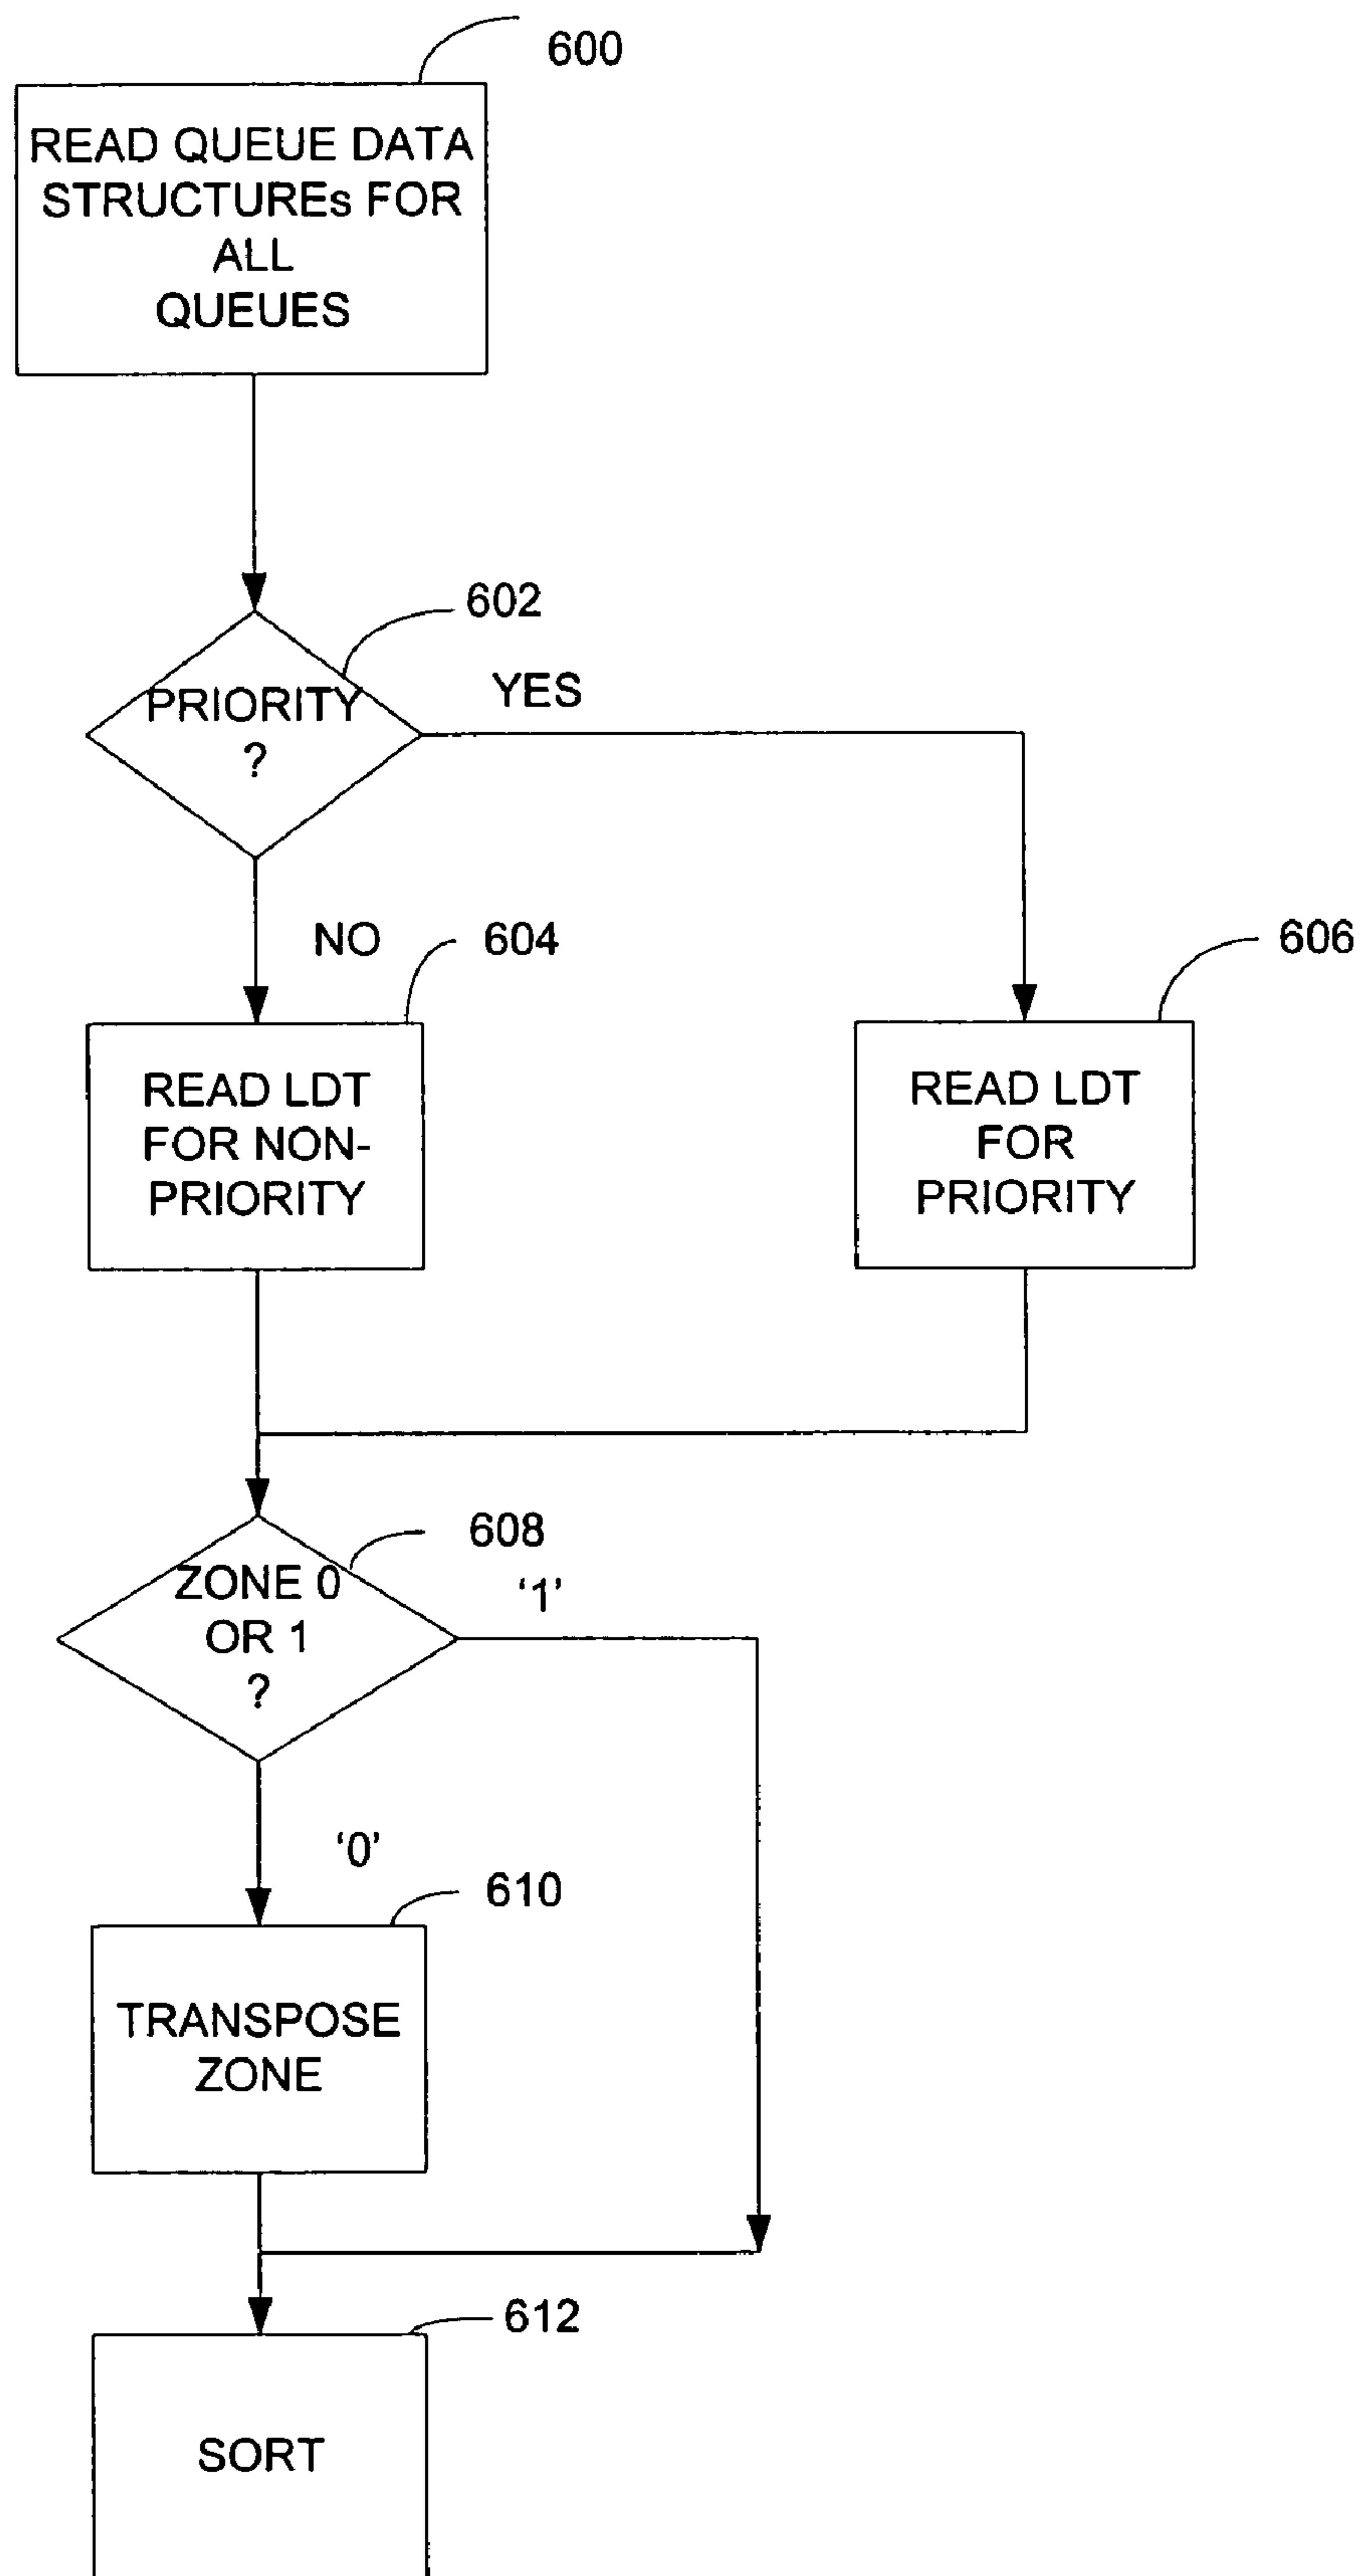 600
READ QUEUE DATA
STRUCTUREs FOR
ALL
QUEUES
602
PRIORITY
?
YES
NO
604
606
READ LDT
FOR NON-
PRIORITY
READ LDT
FOR
PRIORITY
608
ZONE 0
OR 1
?
‘1’
‘0’
610
TRANSPOSE
ZONE
612
SORT